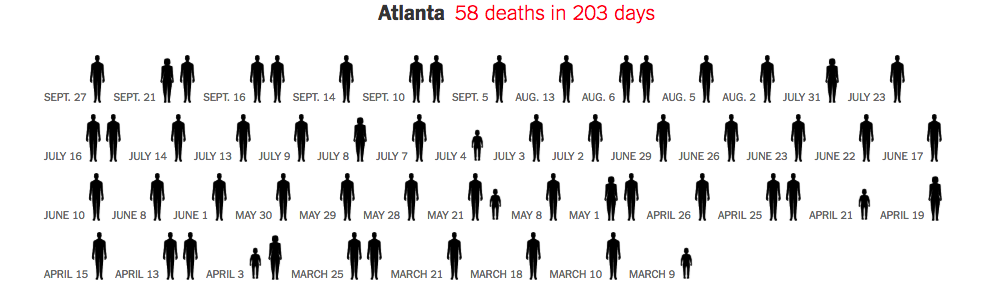 Atlanta 58 deaths in 203 days
SEPT. 27 SEPT. 21 SEPT. 16 SEPT. 14 SEPT. 10 SEPT. 5 AUG. 13 AUG. 6 AUG. 5 AUG. 2 JULY 31 JULY 23
JULY 16 JULY 14 JULY 13 JULY 9 JULY 8 JULY 7 JULY 4 JULY 3 JULY 2 JUNE 29 JUNE 26 JUNE 23 JUNE 22 JUNE 17
JUNE 10 JUNE 8 JUNE 1 MAY 30 MAY 29 MAY 28 MAY 21 MAY 8 MAY 1 APRIL 26 APRIL 25 APRIL 21 APRIL 19
APRIL 15 APRIL 13 APRIL 3 MARCH 25 MARCH 21 MARCH 18 MARCH 10 MARCH 9